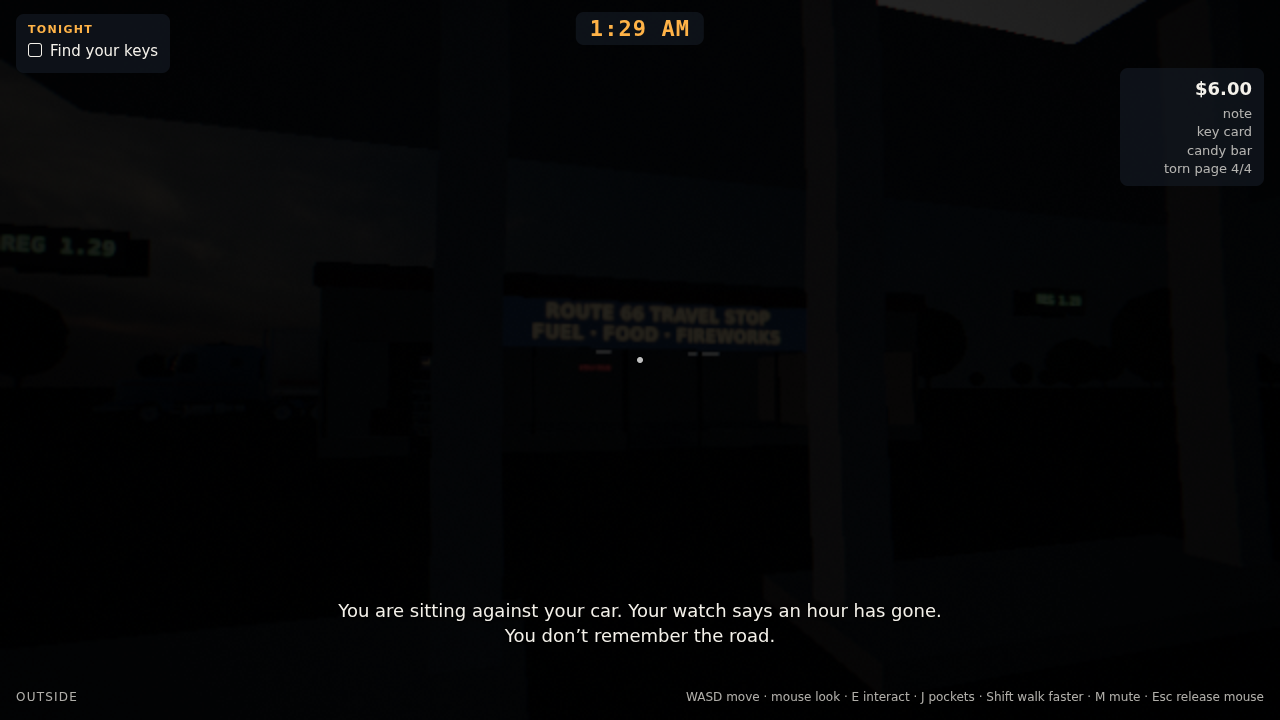 TONIGHT
Find your keys
1:29 AM
$6.00
note
key card
candy bar
torn page 4/4
REG 1.29
REG 1.29
ROUTE 66 TRAVEL STOP
FUEL · FOOD · FIREWORKS
You are sitting against your car. Your watch says an hour has gone.
You don’t remember the road.
OUTSIDE
WASD move · mouse look · E interact · J pockets · Shift walk faster · M mute · Esc release mouse